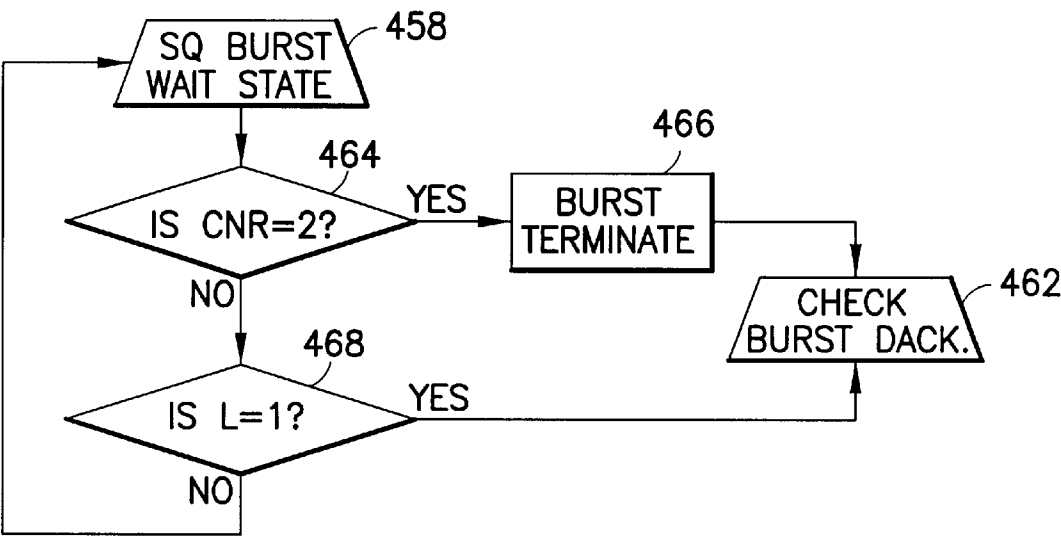 SQ BURST
WAIT STATE
458
464
IS CNR=2?
YES
NO
466
BURST
TERMINATE
CHECK
BURST DACK.
462
468
IS L=1?
YES
NO